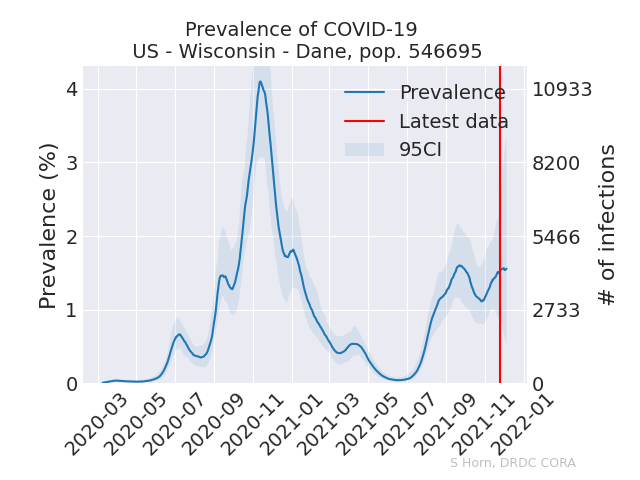 Prevalence of COVID-19
US - Wisconsin - Dane, pop. 546695
Prevalence (%)
4
3
2
1
0
Prevalence
Latest data
95CI
10933
8200
5466
2733
0
# of infections
2020-03
2020-05
2020-07
2020-09
2020-11
2021-01
2021-03
2021-05
2021-07
2021-09
2021-11
2022-01
S Horn, DRDC CORA